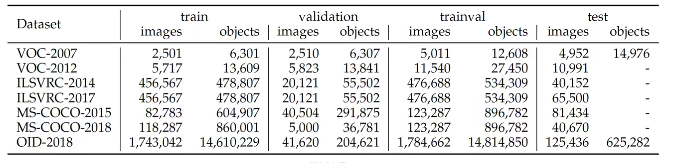 Dataset train validation trainval test
images objects images objects images objects images objects
VOC-2007 2,501 6,301 2,510 6,307 5,011 12,608 4,952 14,976
VOC-2012 5,717 13,609 5,823 13,841 11,540 27,450 10,991 -
ILSVRC-2014 456,567 478,807 20,121 55,502 476,688 534,309 40,152 -
ILSVRC-2017 456,567 478,807 20,121 55,502 476,688 534,309 65,500 -
MS-COCO-2015 82,783 604,907 40,504 291,875 123,287 896,782 81,434 -
MS-COCO-2018 118,287 860,001 5,000 36,781 123,287 896,782 40,670 -
OID-2018 1,743,042 14,610,229 41,620 204,621 1,784,662 14,814,850 125,436 625,282